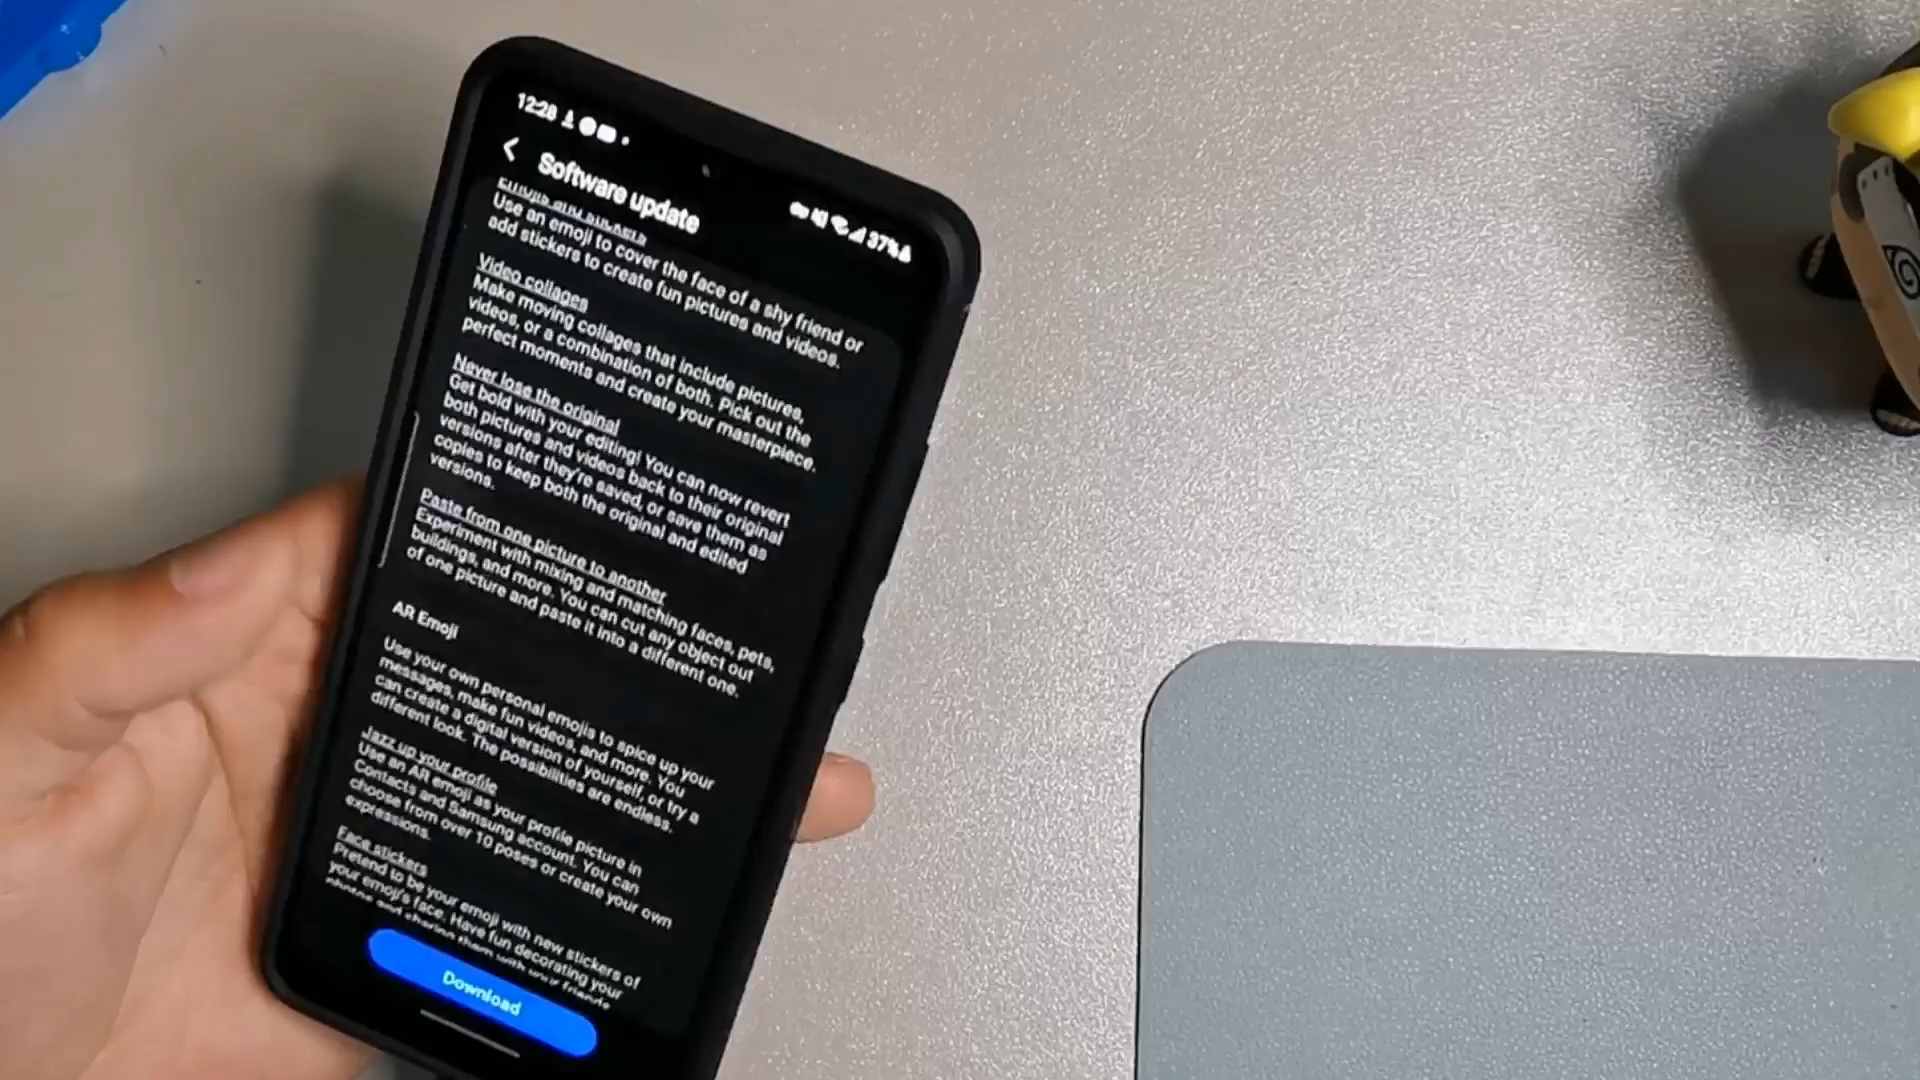 12:28
37%
Software update
Emojis and stickers
Use an emoji to cover the face of a shy friend or
add stickers to create fun pictures and videos.
Video collages
Make moving collages that include pictures,
videos, or a combination of both. Pick out the
perfect moments and create your masterpiece.
Never lose the original
Get bold with your editing! You can now revert
both pictures and videos back to their original
versions after they're saved, or save them as
copies to keep both the original and edited
versions.
Paste from one picture to another
Experiment with mixing and matching faces, pets,
buildings, and more. You can cut any object out
of one picture and paste it into a different one.
AR Emoji
Use your own personal emojis to spice up your
messages, make fun videos, and more. You
can create a digital version of yourself, or try a
different look. The possibilities are endless.
Jazz up your profile
Use an AR emoji as your profile picture in
Contacts and Samsung account. You can
choose from over 10 poses or create your own
expressions.
Face stickers
Pretend to be your emoji with new stickers of
your emoji's face. Have fun decorating your
and sharing them with your friends
Download